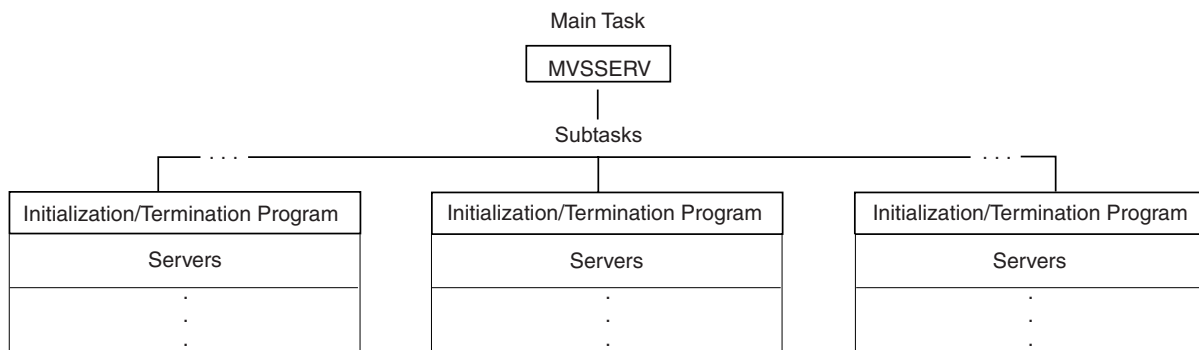 Main Task
MVSSERV
Subtasks
. . . . . .
Initialization/Termination Program Initialization/Termination Program Initialization/Termination Program
Servers Servers Servers
. . .
. . .
. . .